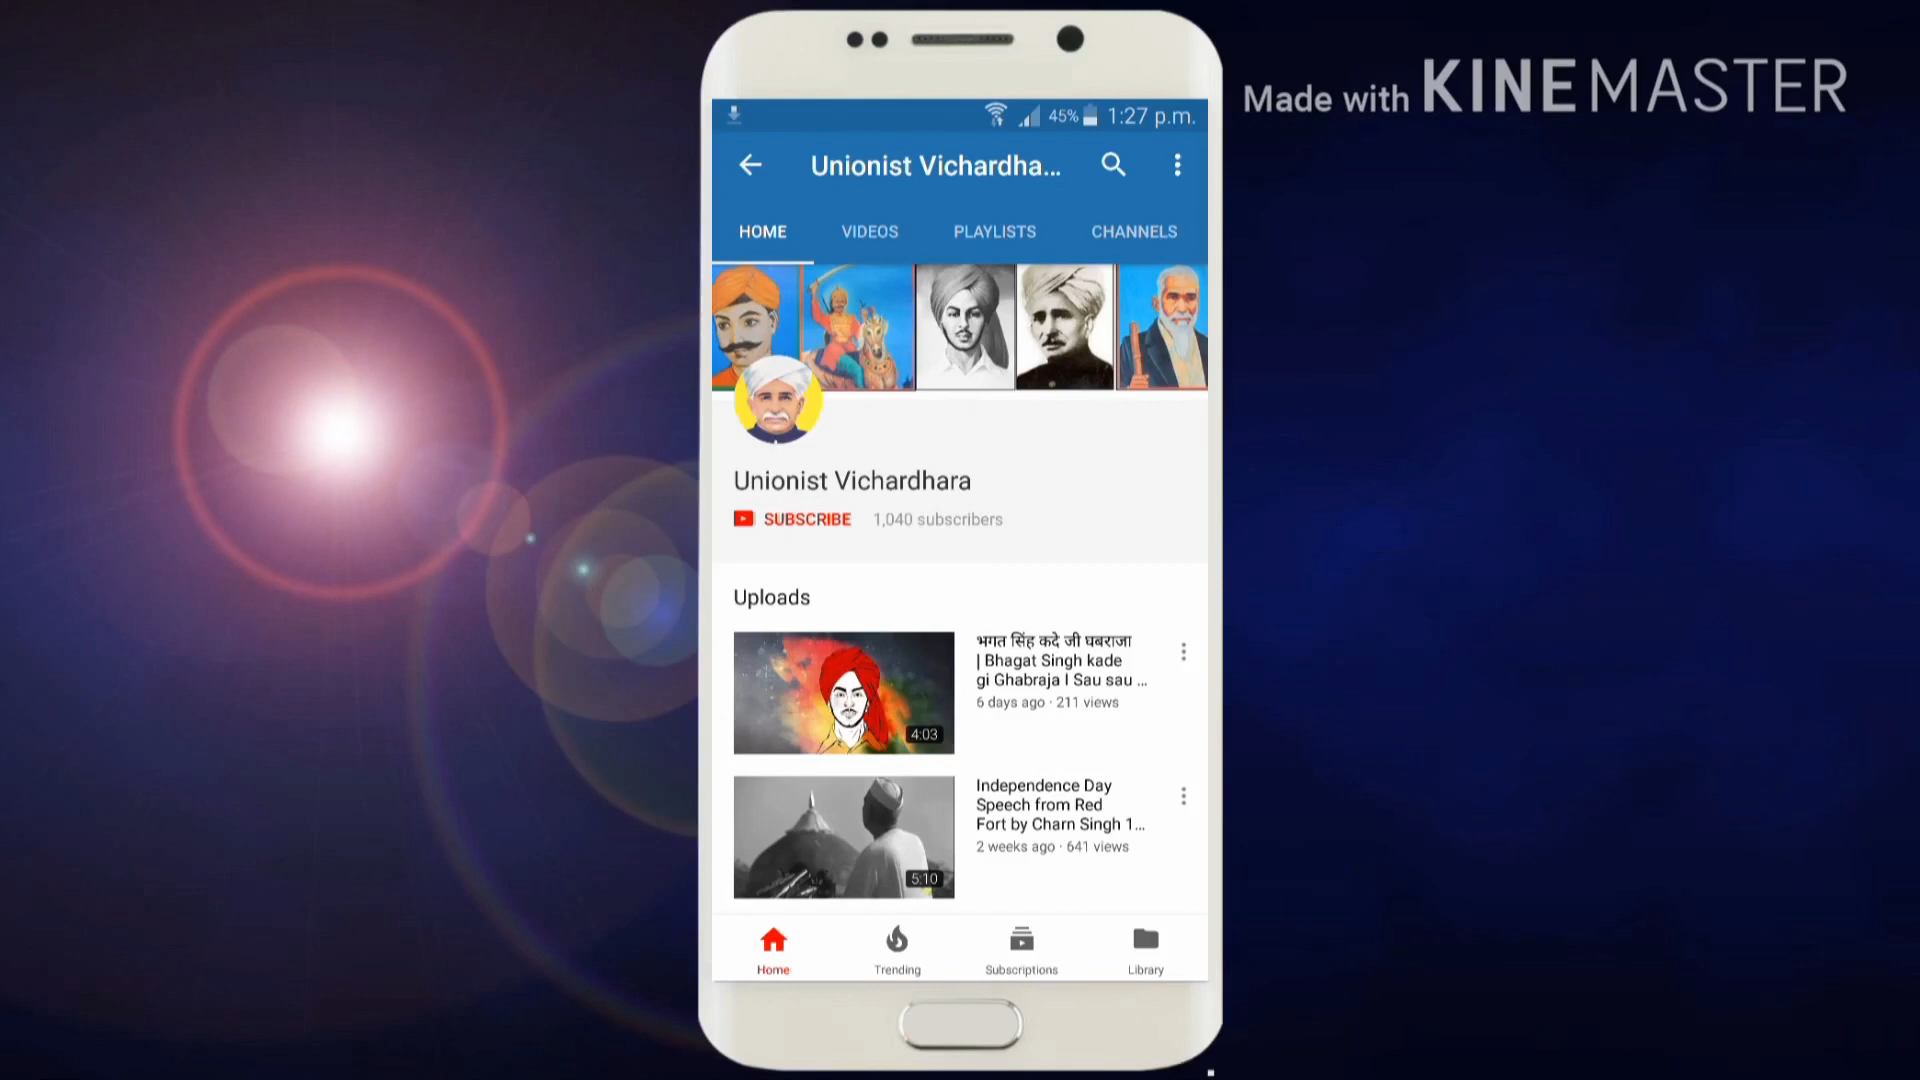 Made with KINEMASTER
45% 1:27 p.m.
Unionist Vichardha...
HOME VIDEOS PLAYLISTS CHANNELS
Unionist Vichardhara
SUBSCRIBE 1,040 subscribers
Uploads
भगत सिंह कदे जी घबराजा
| Bhagat Singh kade
gi Ghabraja l Sau sau ...
6 days ago · 211 views
4:03
Independence Day
Speech from Red
Fort by Charn Singh 1...
2 weeks ago · 641 views
5:10
Home Trending Subscriptions Library